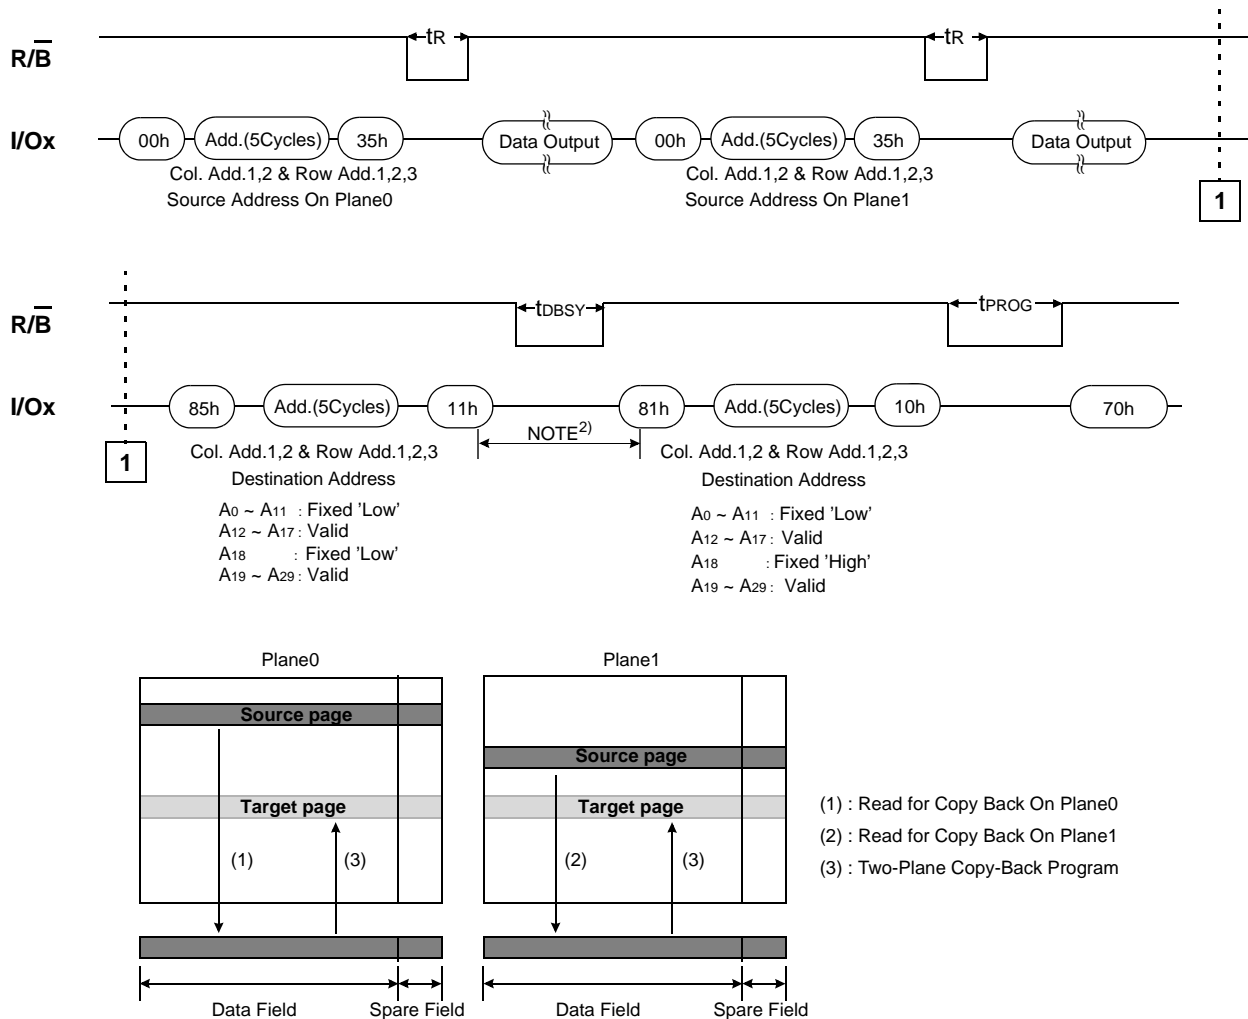 tR tR
R/B
I/Ox 00h Add.(5Cycles) 35h Data Output 00h Add.(5Cycles) 35h Data Output
Col. Add.1,2 & Row Add.1,2,3 Col. Add.1,2 & Row Add.1,2,3
Source Address On Plane0 Source Address On Plane1
1
tDBSY tPROG
R/B
I/Ox 85h Add.(5Cycles) 11h 81h Add.(5Cycles) 10h 70h
NOTE2)
1
Col. Add.1,2 & Row Add.1,2,3 Col. Add.1,2 & Row Add.1,2,3
Destination Address Destination Address
A0 ~ A11 : Fixed 'Low' A0 ~ A11 : Fixed 'Low'
A12 ~ A17 : Valid A12 ~ A17 : Valid
A18 : Fixed 'Low' A18 : Fixed 'High'
A19 ~ A29 : Valid A19 ~ A29 : Valid
Plane0 Plane1
Source page
Source page
Target page Target page
(1) : Read for Copy Back On Plane0
(2) : Read for Copy Back On Plane1
(3) : Two-Plane Copy-Back Program
(1) (3) (2) (3)
Data Field Spare Field Data Field Spare Field